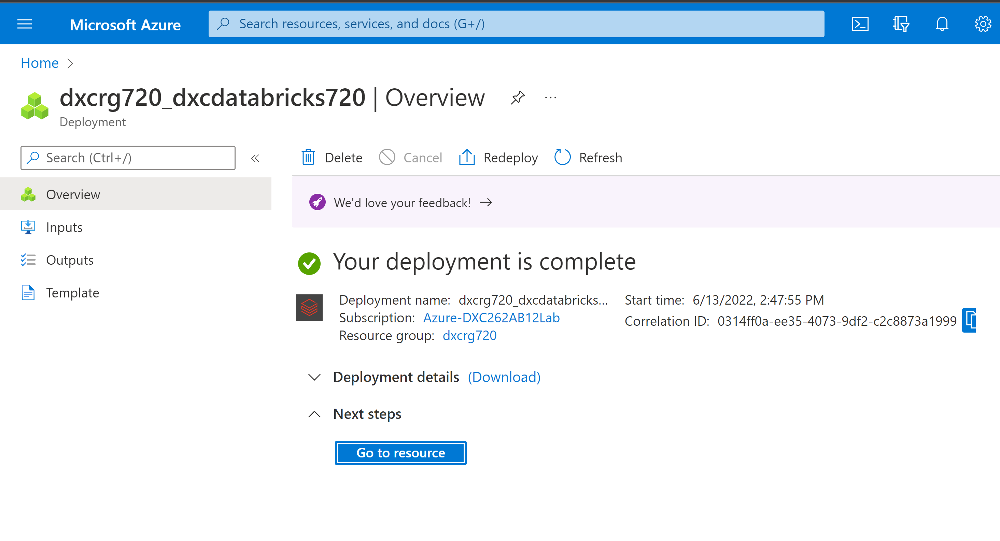 Microsoft Azure
Search resources, services, and docs (G+/)
Home
dxcrg720_dxcdatabricks720 | Overview
Deployment
Search (Ctrl+/)
Delete
Cancel
Redeploy
Refresh
Overview
Inputs
Outputs
Template
We'd love your feedback!
Your deployment is complete
Deployment name: dxcrg720_dxcdatabricks...
Subscription: Azure-DXC262AB12Lab
Resource group: dxcrg720
Start time: 6/13/2022, 2:47:55 PM
Correlation ID: 0314ff0a-ee35-4073-9df2-c2c8873a1999
Deployment details (Download)
Next steps
Go to resource